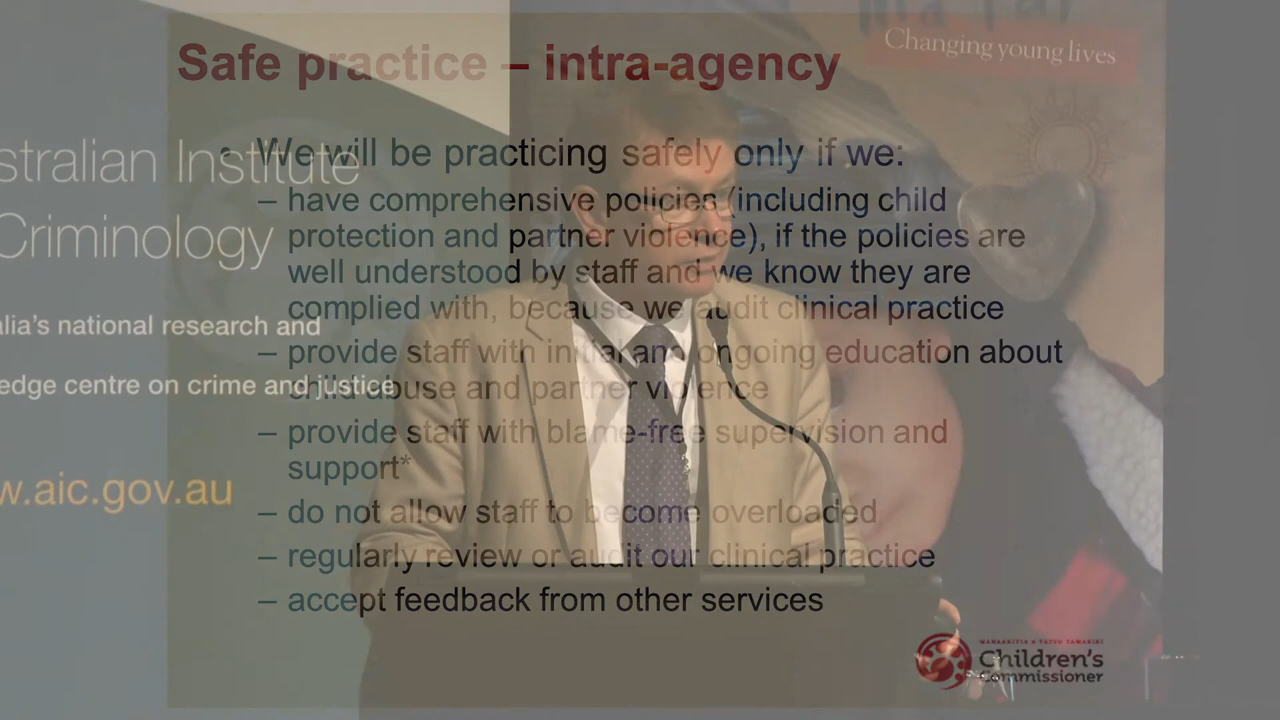 Changing young lives
Safe practice – intra-agency
• We will be practicing safely only if we:
– have comprehensive policies (including child
protection and partner violence), if the policies are
well understood by staff and we know they are
complied with, because we audit clinical practice
– provide staff with initial and ongoing education about
child abuse and partner violence
– provide staff with blame-free supervision and
support*
– do not allow staff to become overloaded
– regularly review or audit our clinical practice
– accept feedback from other services
stralian Institute
Criminology
alia's national research and
edge centre on crime and justice
w.aic.gov.au
MANAAKITIA A TATOU TAMARIKI
Children's
Commissioner